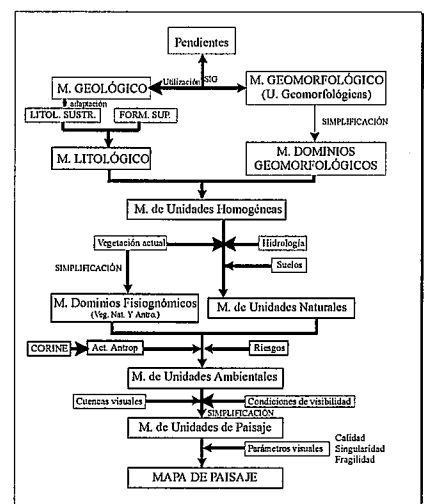 Pendientes
Utilización SIG
M. GEOLÓGICO
M. GEOMORFOLÓGICO
(U. Geomorfológicas)
adaptación
LITOL. SUSTR.
FORM. SUP.
SIMPLIFICACIÓN
M. LITOLÓGICO
M. DOMINIOS
GEOMORFOLÓGICOS
M. de Unidades Homogéneas
Vegetación actual
Hidrología
SIMPLIFICACIÓN
Suelos
M. Dominios Fisiognómicos
(Veg. Nat. Y Antro.)
M. de Unidades Naturales
CORINE
Act. Antrop
Riesgos
M. de Unidades Ambientales
Cuencas visuales
Condiciones de visibilidad
SIMPLIFICACIÓN
M. de Unidades de Paisaje
Parámetros visuales
Calidad
Singularidad
Fragilidad
MAPA DE PAISAJE